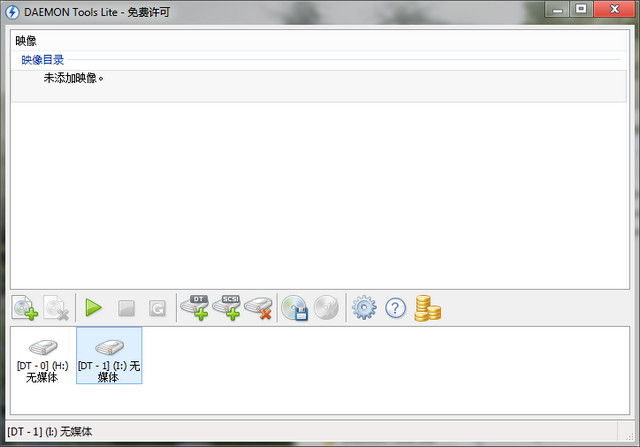 DAEMON Tools Lite - 免费许可
映像
映像目录
未添加映像。
DT
SCSI
[DT - 0] (H:)
无媒体
[DT - 1] (I:) 无
媒体
[DT - 1] (I:) 无媒体